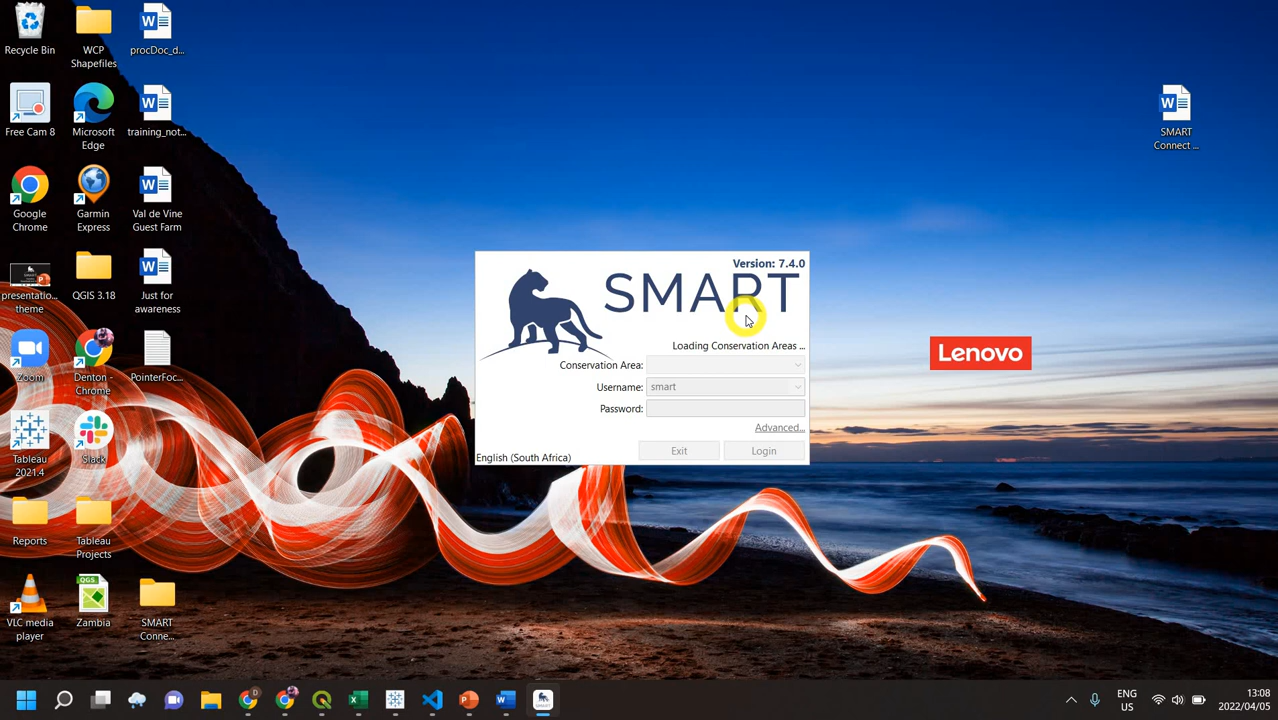 Recycle Bin
WCP
Shapefiles
procDoc_d...
Free Cam 8
Microsoft
Edge
training_not...
Google
Chrome
Garmin
Express
Val de Vine
Guest Farm
presentatio...
theme
QGIS 3.18
Just for
awareness
Zoom
Denton -
Chrome
PointerFoc...
Tableau
2021.4
Slack
Reports
Tableau
Projects
VLC media
player
QGS
Zambia
SMART
Conne...
SMART
Connect ...
Version: 7.4.0
SMART
Loading Conservation Areas ...
Conservation Area:
Username: smart
Password:
Advanced...
Exit Login
English (South Africa)
Lenovo
ENG
US
13:08
2022/04/05